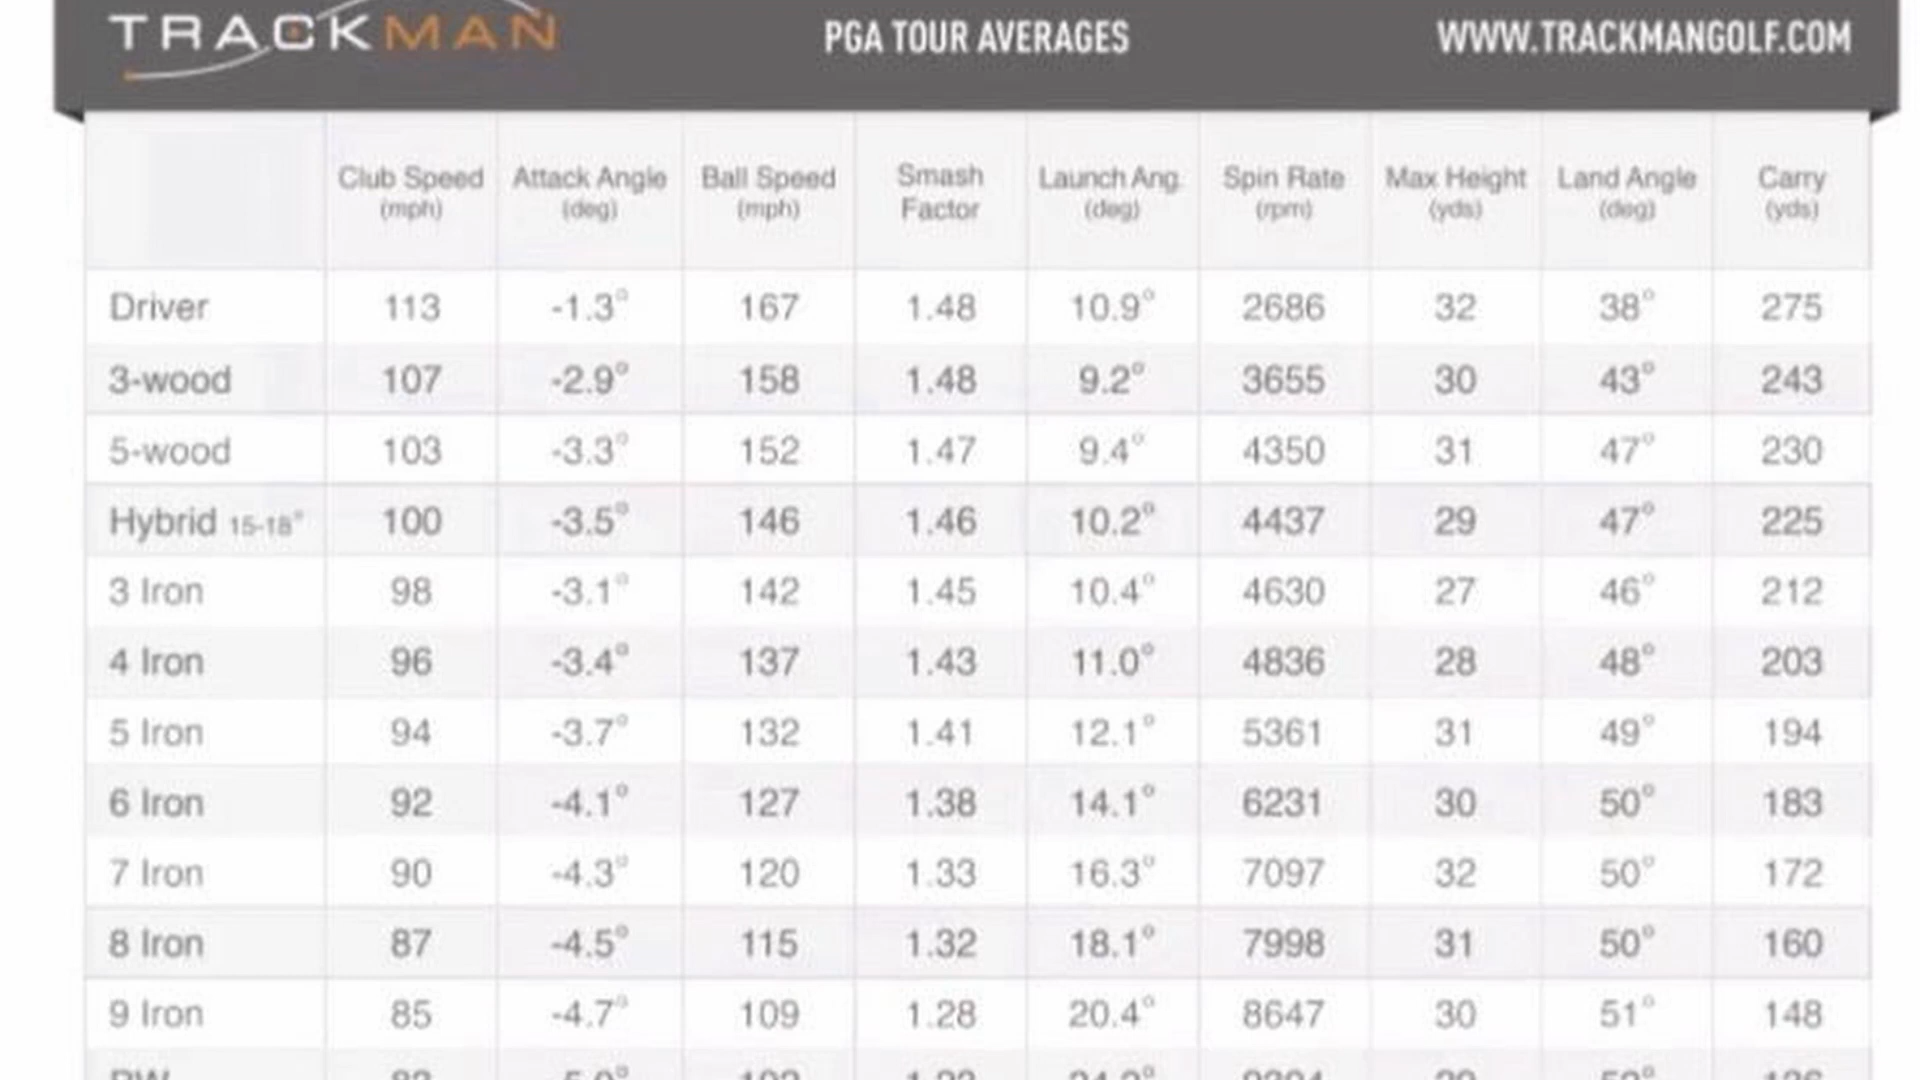 TRACKMAN PGA TOUR AVERAGES WWW.TRACKMANGOLF.COM
Club Speed (mph) Attack Angle (deg) Ball Speed (mph) Smash Factor Launch Ang. (deg) Spin Rate (rpm) Max Height (yds) Land Angle (deg) Carry (yds)
Driver 113 -1.3° 167 1.48 10.9° 2686 32 38° 275
3-wood 107 -2.9° 158 1.48 9.2° 3655 30 43° 243
5-wood 103 -3.3° 152 1.47 9.4° 4350 31 47° 230
Hybrid 15-18° 100 -3.5° 146 1.46 10.2° 4437 29 47° 225
3 Iron 98 -3.1° 142 1.45 10.4° 4630 27 46° 212
4 Iron 96 -3.4° 137 1.43 11.0° 4836 28 48° 203
5 Iron 94 -3.7° 132 1.41 12.1° 5361 31 49° 194
6 Iron 92 -4.1° 127 1.38 14.1° 6231 30 50° 183
7 Iron 90 -4.3° 120 1.33 16.3° 7097 32 50° 172
8 Iron 87 -4.5° 115 1.32 18.1° 7998 31 50° 160
9 Iron 85 -4.7° 109 1.28 20.4° 8647 30 51° 148